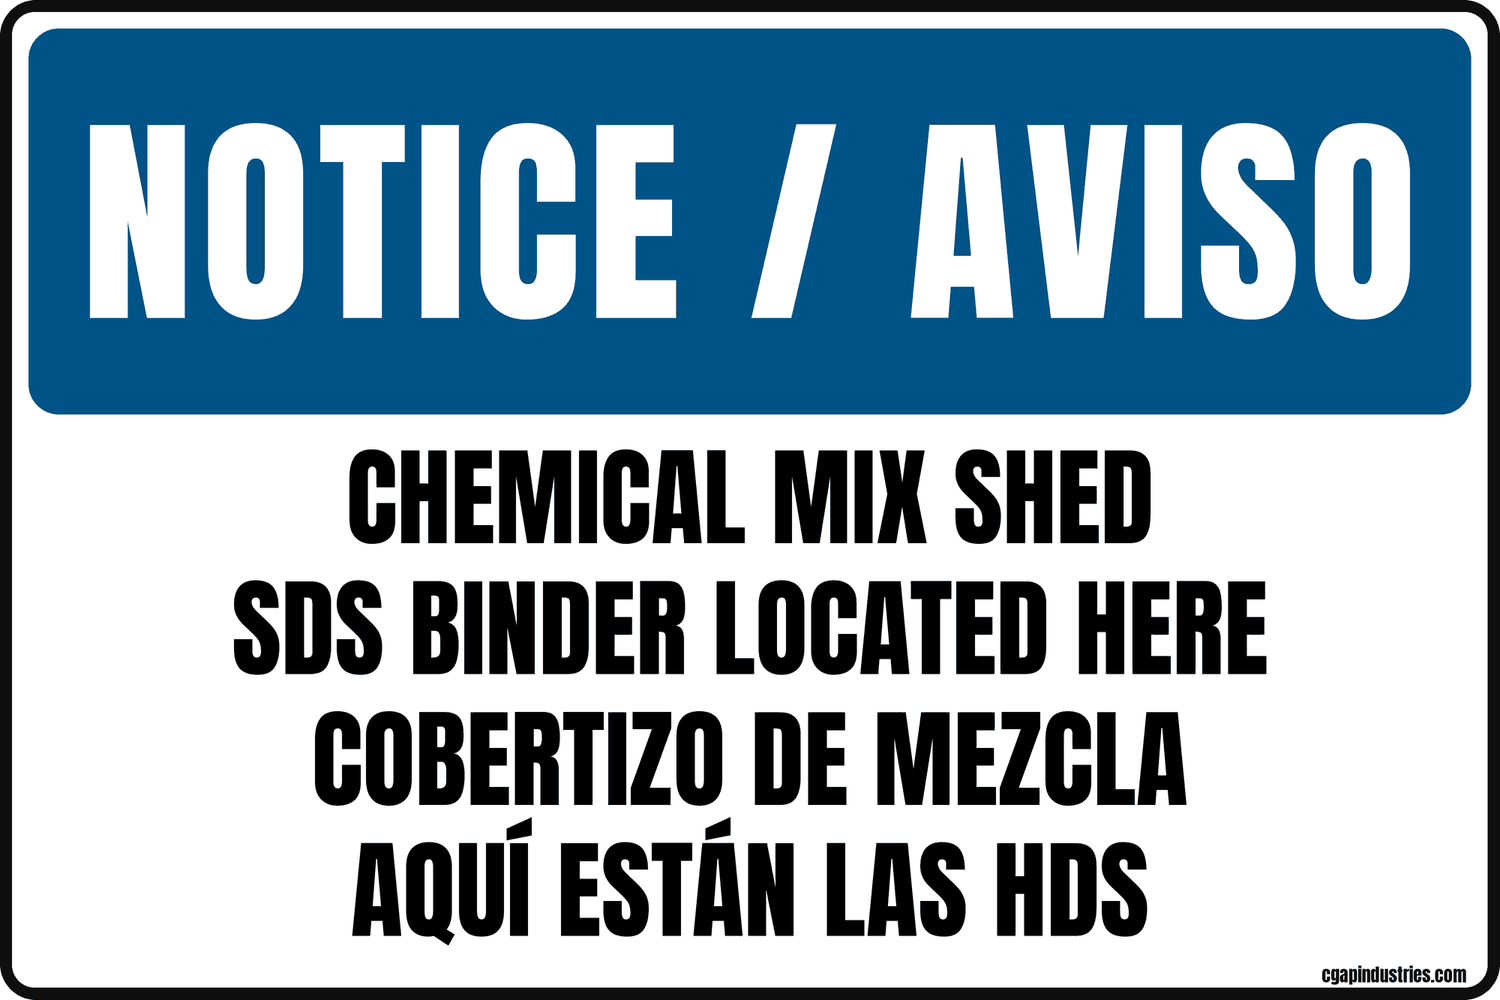 NOTICE / AVISO
CHEMICAL MIX SHED
SDS BINDER LOCATED HERE
COBERTIZO DE MEZCLA
AQUÍ ESTÁN LAS HDS
cgapindustries.com